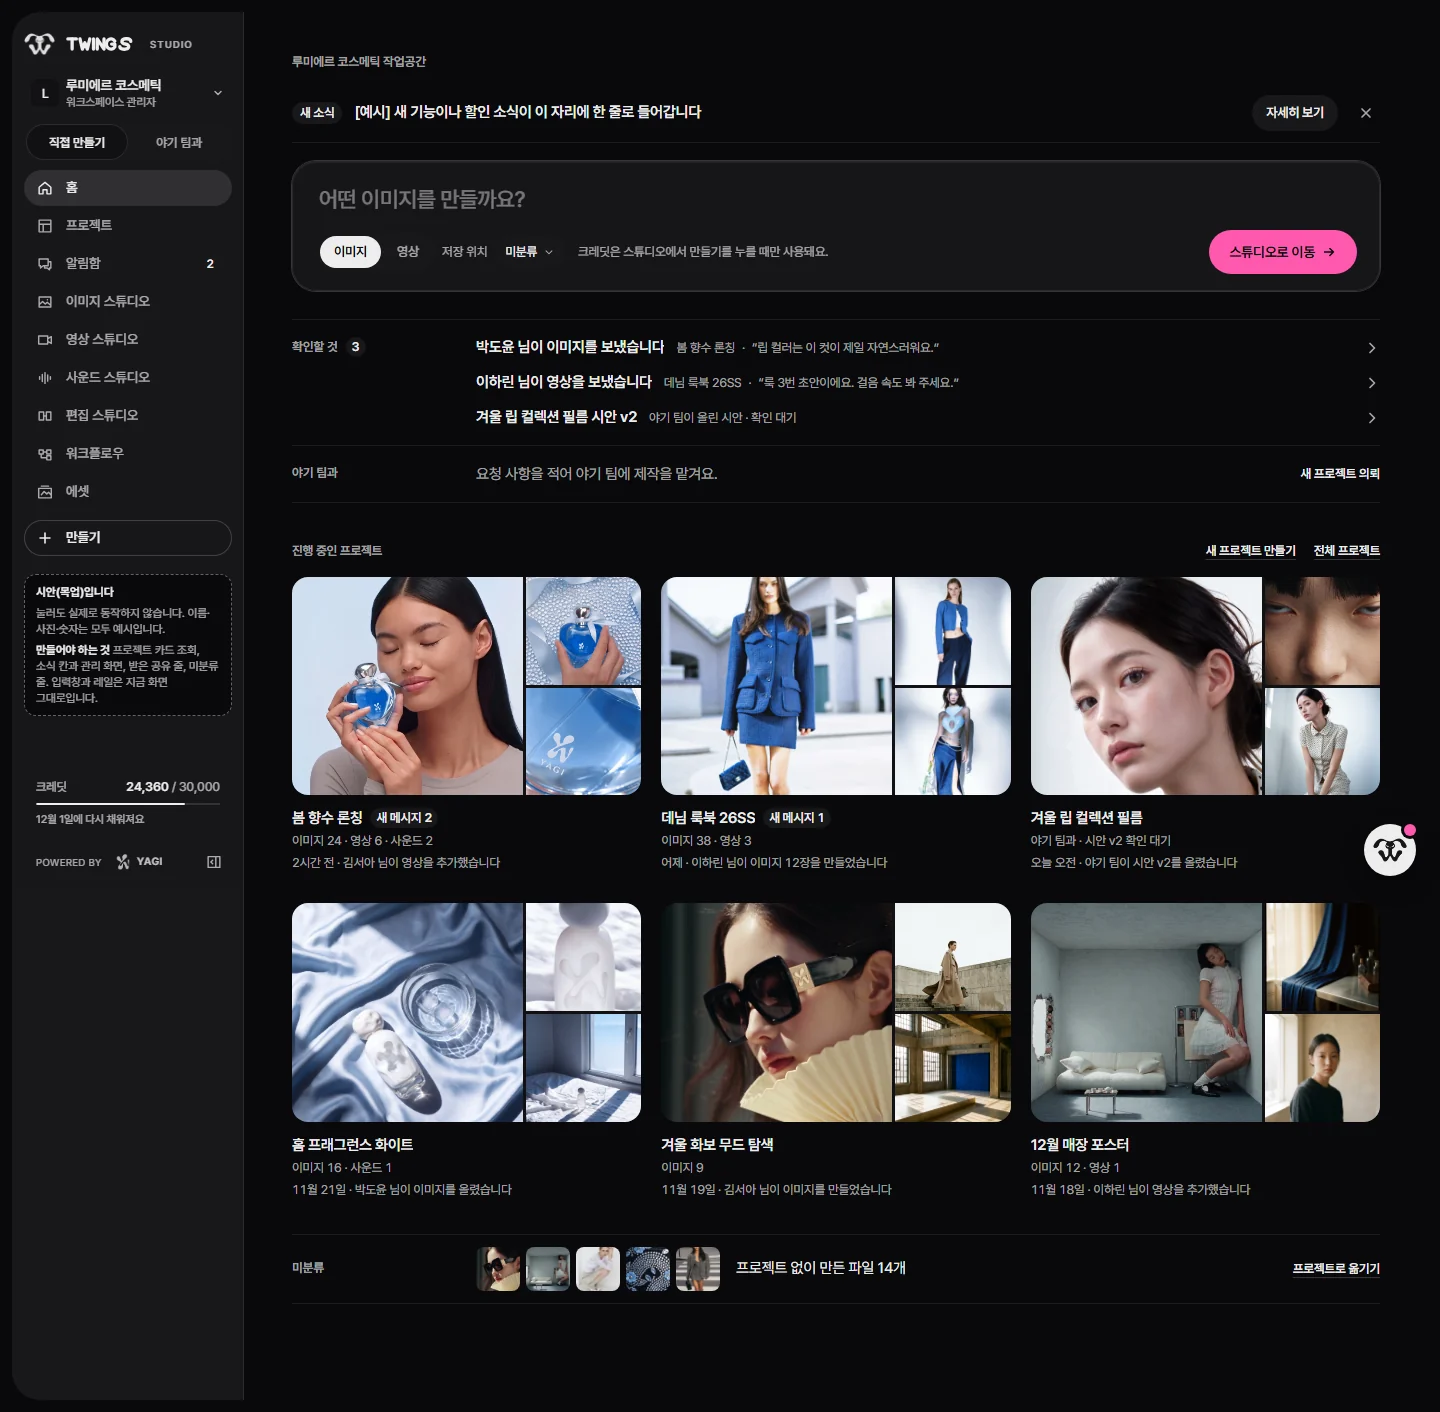 TWINGS STUDIO
L
루미에르 코스메틱
워크스페이스 관리자
직접 만들기
야기 팀과
홈
프로젝트
알림함 2
이미지 스튜디오
영상 스튜디오
사운드 스튜디오
편집 스튜디오
워크플로우
에셋
만들기
시안(목업)입니다
눌러도 실제로 동작하지 않습니다. 이름·
사진·숫자는 모두 예시입니다.
만들어야 하는 것 프로젝트 카드 조회,
소식 칸과 관리 화면, 받은 공유 줄, 미분류
줄. 입력창과 레일은 지금 화면
그대로입니다.
크레딧 24,360 / 30,000
12월 1일에 다시 채워져요
POWERED BY YAGI
루미에르 코스메틱 작업공간
새 소식 [예시] 새 기능이나 할인 소식이 이 자리에 한 줄로 들어갑니다 자세히 보기
어떤 이미지를 만들까요?
이미지 영상 저장 위치 미분류 크레딧은 스튜디오에서 만들기를 누를 때만 사용돼요. 스튜디오로 이동
확인할 것 3
박도윤 님이 이미지를 보냈습니다 봄 향수 론칭 · “립 컬러는 이 컷이 제일 자연스러워요.”
이하린 님이 영상을 보냈습니다 데님 룩북 26SS · “룩 3번 초안이에요. 걸음 속도 봐 주세요.”
겨울 립 컬렉션 필름 시안 v2 야기 팀이 올린 시안 · 확인 대기
야기 팀과 요청 사항을 적어 야기 팀에 제작을 맡겨요. 새 프로젝트 의뢰
진행 중인 프로젝트 새 프로젝트 만들기 전체 프로젝트
YAGI
봄 향수 론칭 새 메시지 2
이미지 24 · 영상 6 · 사운드 2
2시간 전 · 김서아 님이 영상을 추가했습니다
데님 룩북 26SS 새 메시지 1
이미지 38 · 영상 3
어제 · 이하린 님이 이미지 12장을 만들었습니다
겨울 립 컬렉션 필름
야기 팀과 · 시안 v2 확인 대기
오늘 오전 · 야기 팀이 시안 v2를 올렸습니다
홈 프래그런스 화이트
이미지 16 · 사운드 1
11월 21일 · 박도윤 님이 이미지를 올렸습니다
겨울 화보 무드 탐색
이미지 9
11월 19일 · 김서아 님이 이미지를 만들었습니다
12월 매장 포스터
이미지 12 · 영상 1
11월 18일 · 이하린 님이 영상을 추가했습니다
미분류 프로젝트 없이 만든 파일 14개 프로젝트로 옮기기